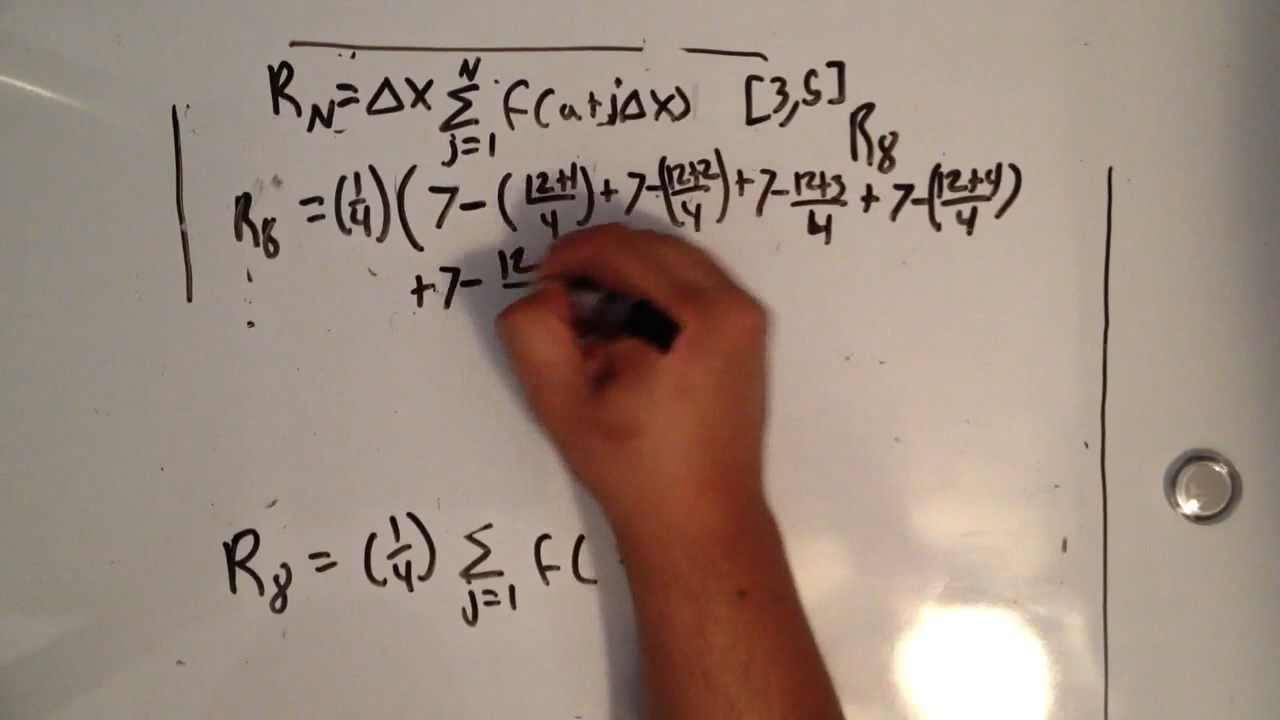 R_N = Δx Σ_{j=1}^{N} f(a+jΔx) [3,5]
R_8
R_8 = (1/4)(7-(12+1/4)+7-(12+2/4)+7-12+3/4+7-(12+4/4)
+7-12
R_8 = (1/4) Σ_{j=1} f(